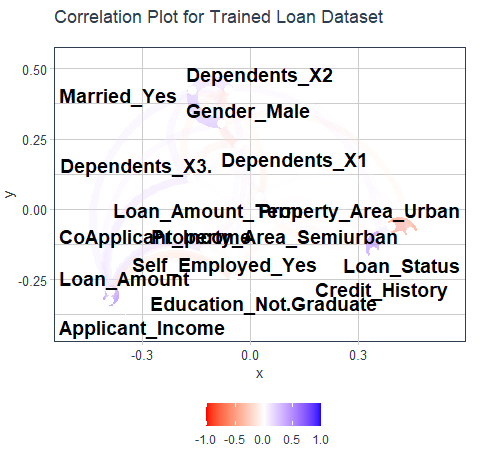 Correlation Plot for Trained Loan Dataset
0.50
Dependents_X2
Married_Yes
Gender_Male
0.25
Dependents_X1
Dependents_X3.
y
0.00
Loan_Amount_Term
Property_Area_Urban
CoApplicant_Income
Property_Area_Semiurban
Self_Employed_Yes
Loan_Status
-0.25
Loan_Amount
Credit_History
Education_Not.Graduate
Applicant_Income
-0.3 0.0 0.3
x
-1.0 -0.5 0.0 0.5 1.0